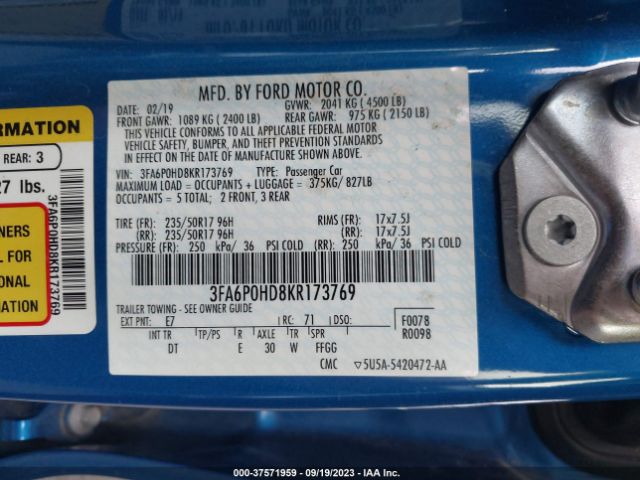 MFD. BY FORD MOTOR CO.
DATE: 02/19 GVWR: 2041 KG (4500 LB)
FRONT GAWR: 1089 KG (2400 LB) REAR GAWR: 975 KG (2150 LB)
THIS VEHICLE CONFORMS TO ALL APPLICABLE FEDERAL MOTOR
VEHICLE SAFETY, BUMPER, AND THEFT PREVENTION STANDARDS
IN EFFECT ON THE DATE OF MANUFACTURE SHOWN ABOVE.
VIN: 3FA6P0HD8KR173769 TYPE: Passenger Car
MAXIMUM LOAD = OCCUPANTS + LUGGAGE = 375KG/ 827LB
OCCUPANTS = 5 TOTAL: 2 FRONT, 3 REAR
TIRE (FR): 235/50R17 96H RIMS (FR): 17x7.5J
(RR): 235/50R17 96H (RR): 17x7.5J
PRESSURE (FR): 250 kPa/ 36 PSI COLD (RR): 250 kPa/ 36 PSI COLD
3FA6P0HD8KR173769
TRAILER TOWING - SEE OWNER GUIDE
EXT PNT: E7 RC: 71 DSO: F0078
INT TR TP/PS R AXLE TR SPR R0098
DT E 30 W FFGG
CMC ▽5U5A-5420472-AA
FORMATION
REAR: 3
27 lbs.
3FA6P0HD8KR173769
NERS
L FOR
ONAL
MATION
000-37571959 - 09/19/2023 - IAA Inc.